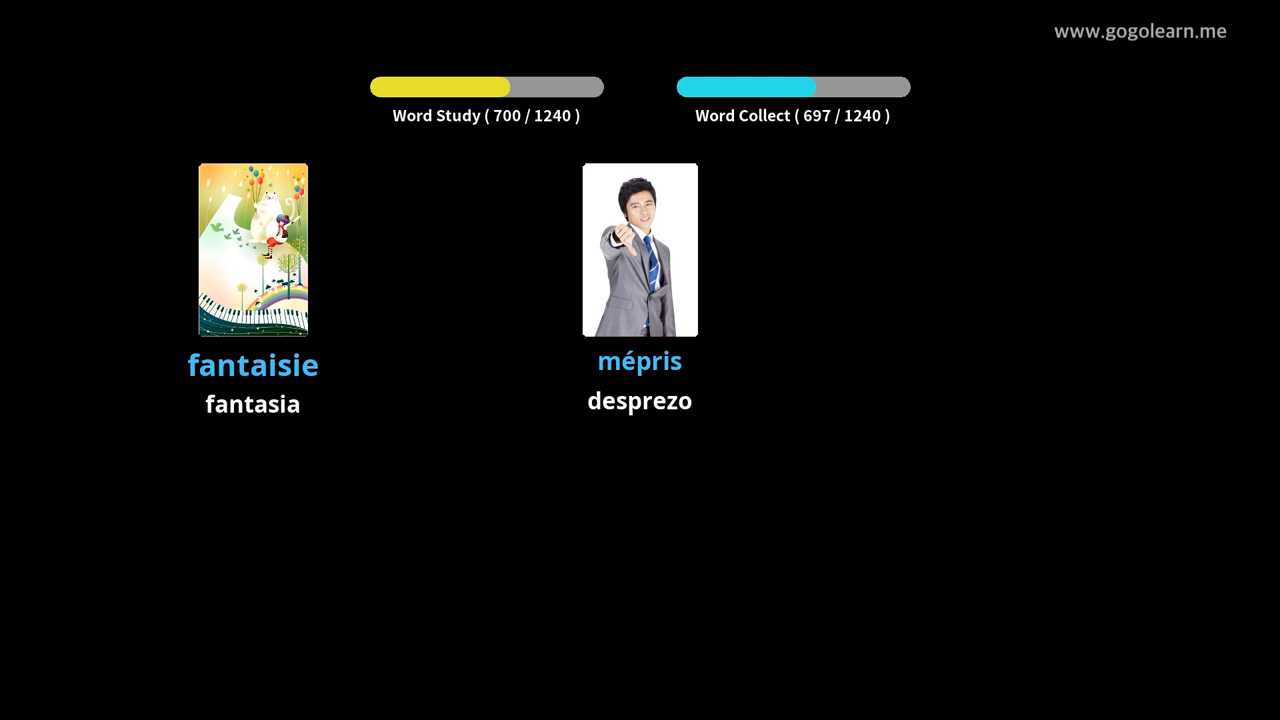 www.gogolearn.me
Word Study ( 700 / 1240 )
Word Collect ( 697 / 1240 )
fantaisie
fantasia
mépris
desprezo